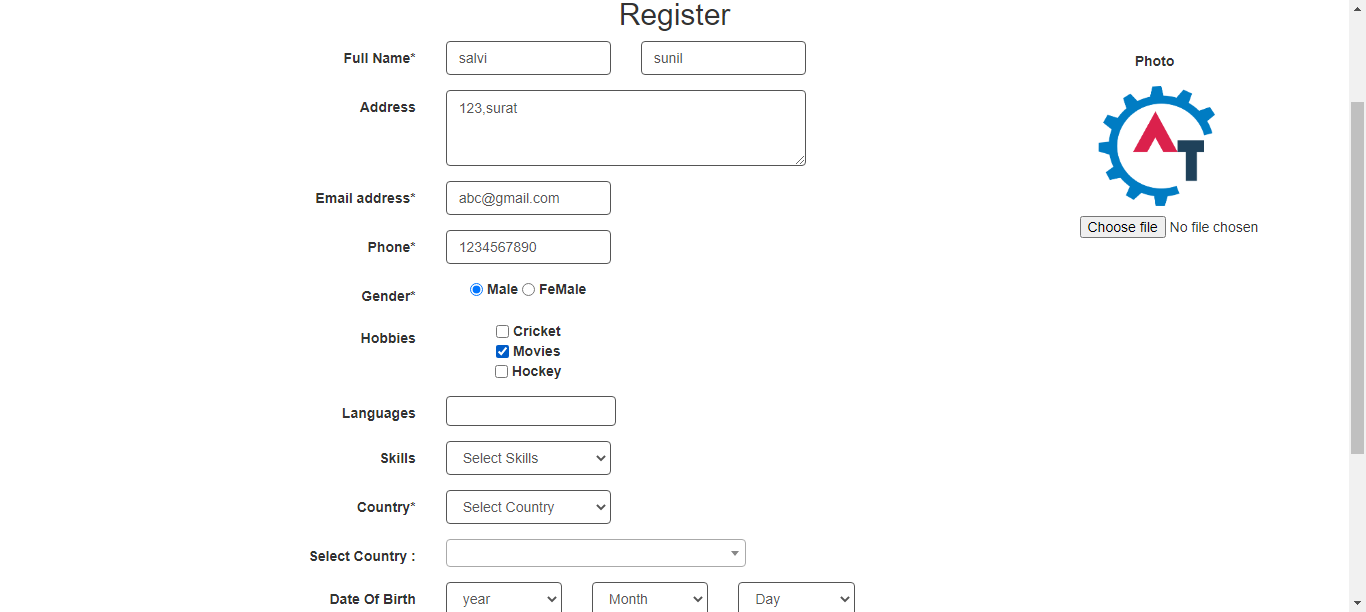 Register
Full Name* salvi sunil
Photo
Address 123,surat
AT
Email address* abc@gmail.com
Choose file No file chosen
Phone* 1234567890
Gender* Male FeMale
Hobbies Cricket
Movies
Hockey
Languages
Skills Select Skills
Country* Select Country
Select Country :
Date Of Birth year Month Day